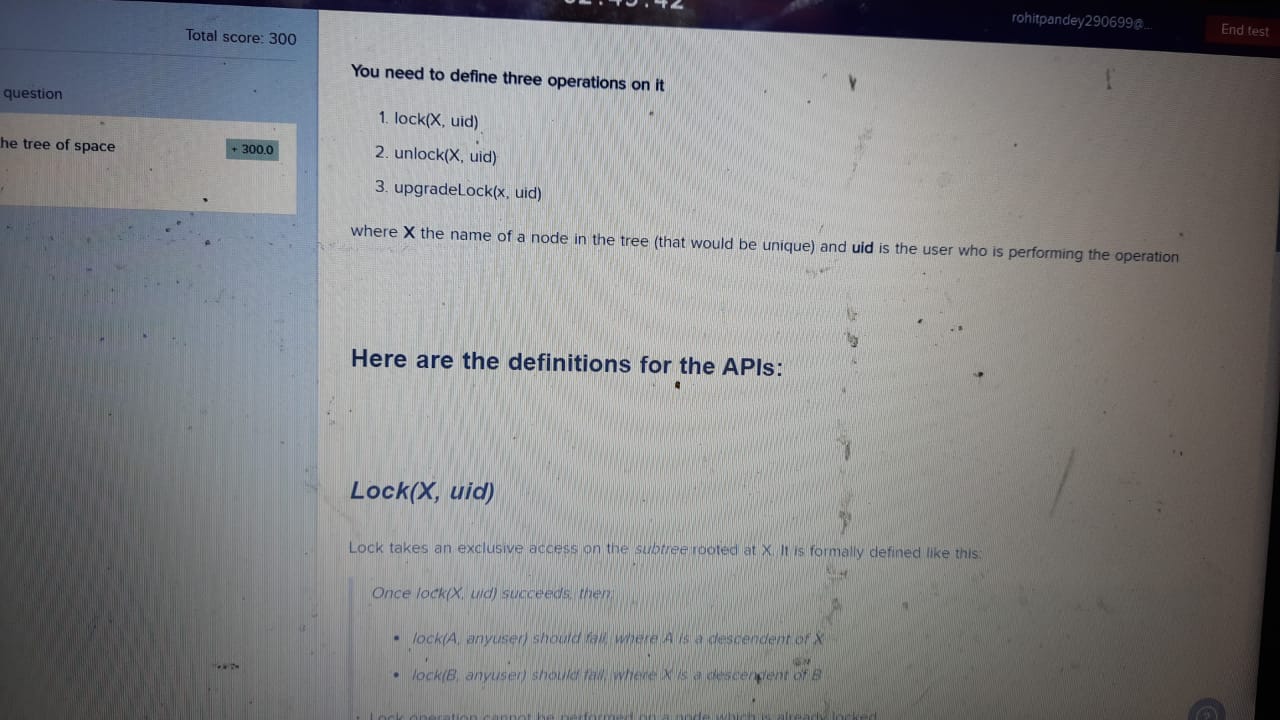 rohitpandey290699@...
End test
Total score: 300
question
he tree of space
+ 300.0
You need to define three operations on it
1. lock(X, uid)
2. unlock(X, uid)
3. upgradeLock(x, uid)
where X the name of a node in the tree (that would be unique) and uid is the user who is performing the operation
Here are the definitions for the APIs:
Lock(X, uid)
Lock takes an exclusive access on the subtree rooted at X. It is formally defined like this:
Once lock(X, uid) succeeds, then:
• lock(A, anyuser) should fail, where A is a descendent of X
• lock(B, anyuser) should fail, where X is a descendent of B
Lock operation cannot be performed on a node which is already locked